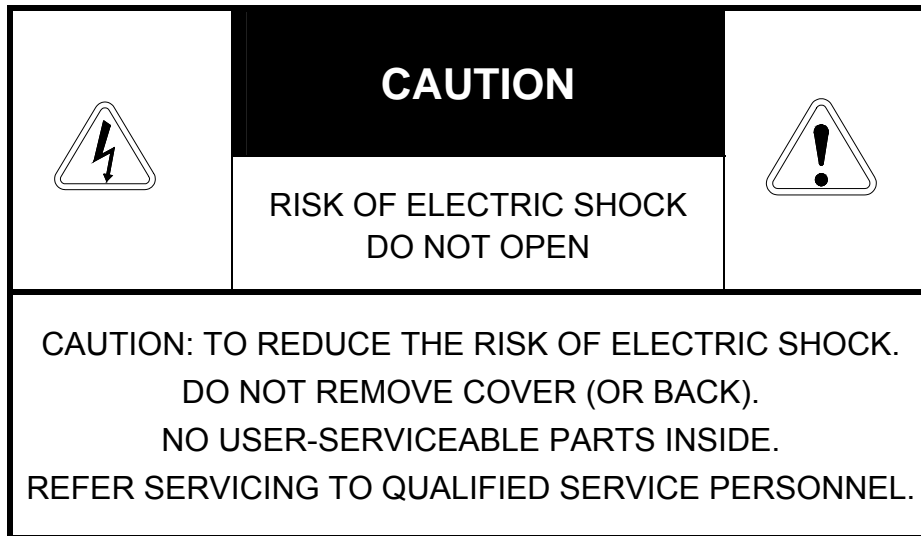 CAUTION
RISK OF ELECTRIC SHOCK
DO NOT OPEN
CAUTION: TO REDUCE THE RISK OF ELECTRIC SHOCK.
DO NOT REMOVE COVER (OR BACK).
NO USER-SERVICEABLE PARTS INSIDE.
REFER SERVICING TO QUALIFIED SERVICE PERSONNEL.